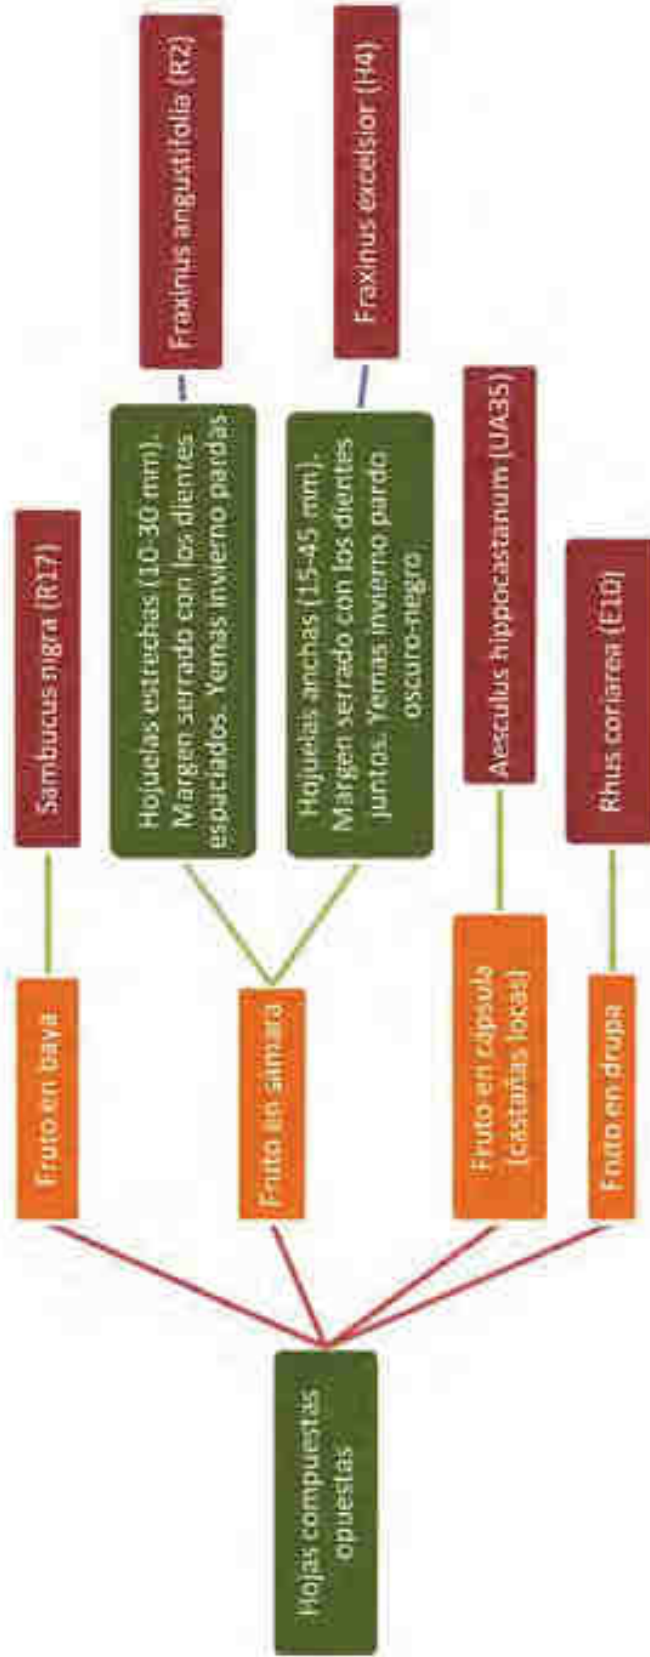 Hojas compuestas
opuestas
Fruto en baya
Sambucus nigra (R17)
Fruto en sámara
Hojuelas estrechas (10-30 mm).
Margen serrado con los dientes
espaciados. Yemas invierno pardas
Fraxinus angustifolia (R2)
Hojuelas anchas (15-45 mm).
Margen serrado con los dientes
juntos. Yemas invierno pardo
oscuro-negro
Fraxinus excelsior (H4)
Fruto en cápsula
(castañas locas)
Aesculus hippocastanum (UA35)
Fruto en drupa
Rhus coriarea (E10)